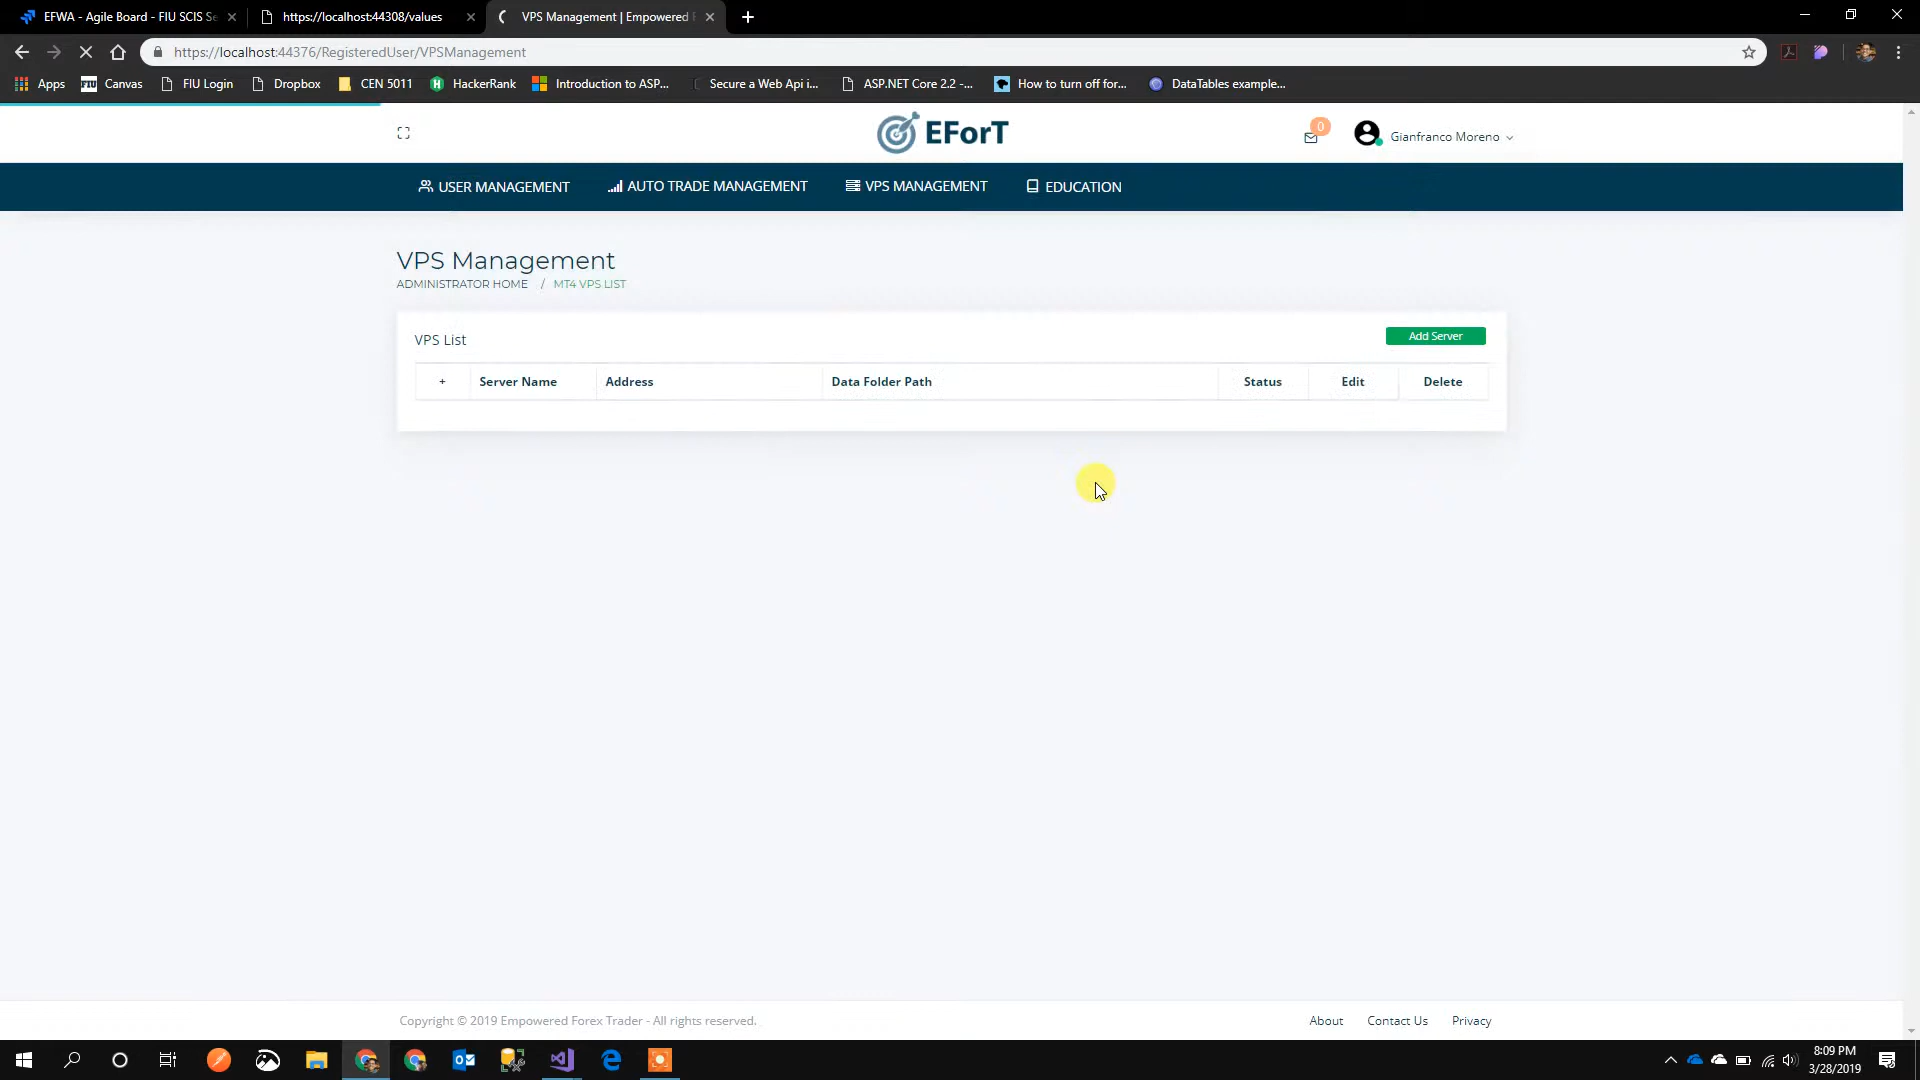 EFWA - Agile Board - FIU SCIS Se
https://localhost:44308/values
VPS Management | Empowered F
https://localhost:44376/RegisteredUser/VPSManagement
Apps
FIU Canvas
FIU Login
Dropbox
CEN 5011
HackerRank
Introduction to ASP...
Secure a Web Api i...
ASP.NET Core 2.2 -...
How to turn off for...
DataTables example...
EForT
0
Gianfranco Moreno
USER MANAGEMENT
AUTO TRADE MANAGEMENT
VPS MANAGEMENT
EDUCATION
VPS Management
ADMINISTRATOR HOME / MT4 VPS LIST
VPS List
Add Server
+ Server Name Address Data Folder Path Status Edit Delete
Copyright © 2019 Empowered Forex Trader - All rights reserved.
About Contact Us Privacy
8:09 PM
3/28/2019